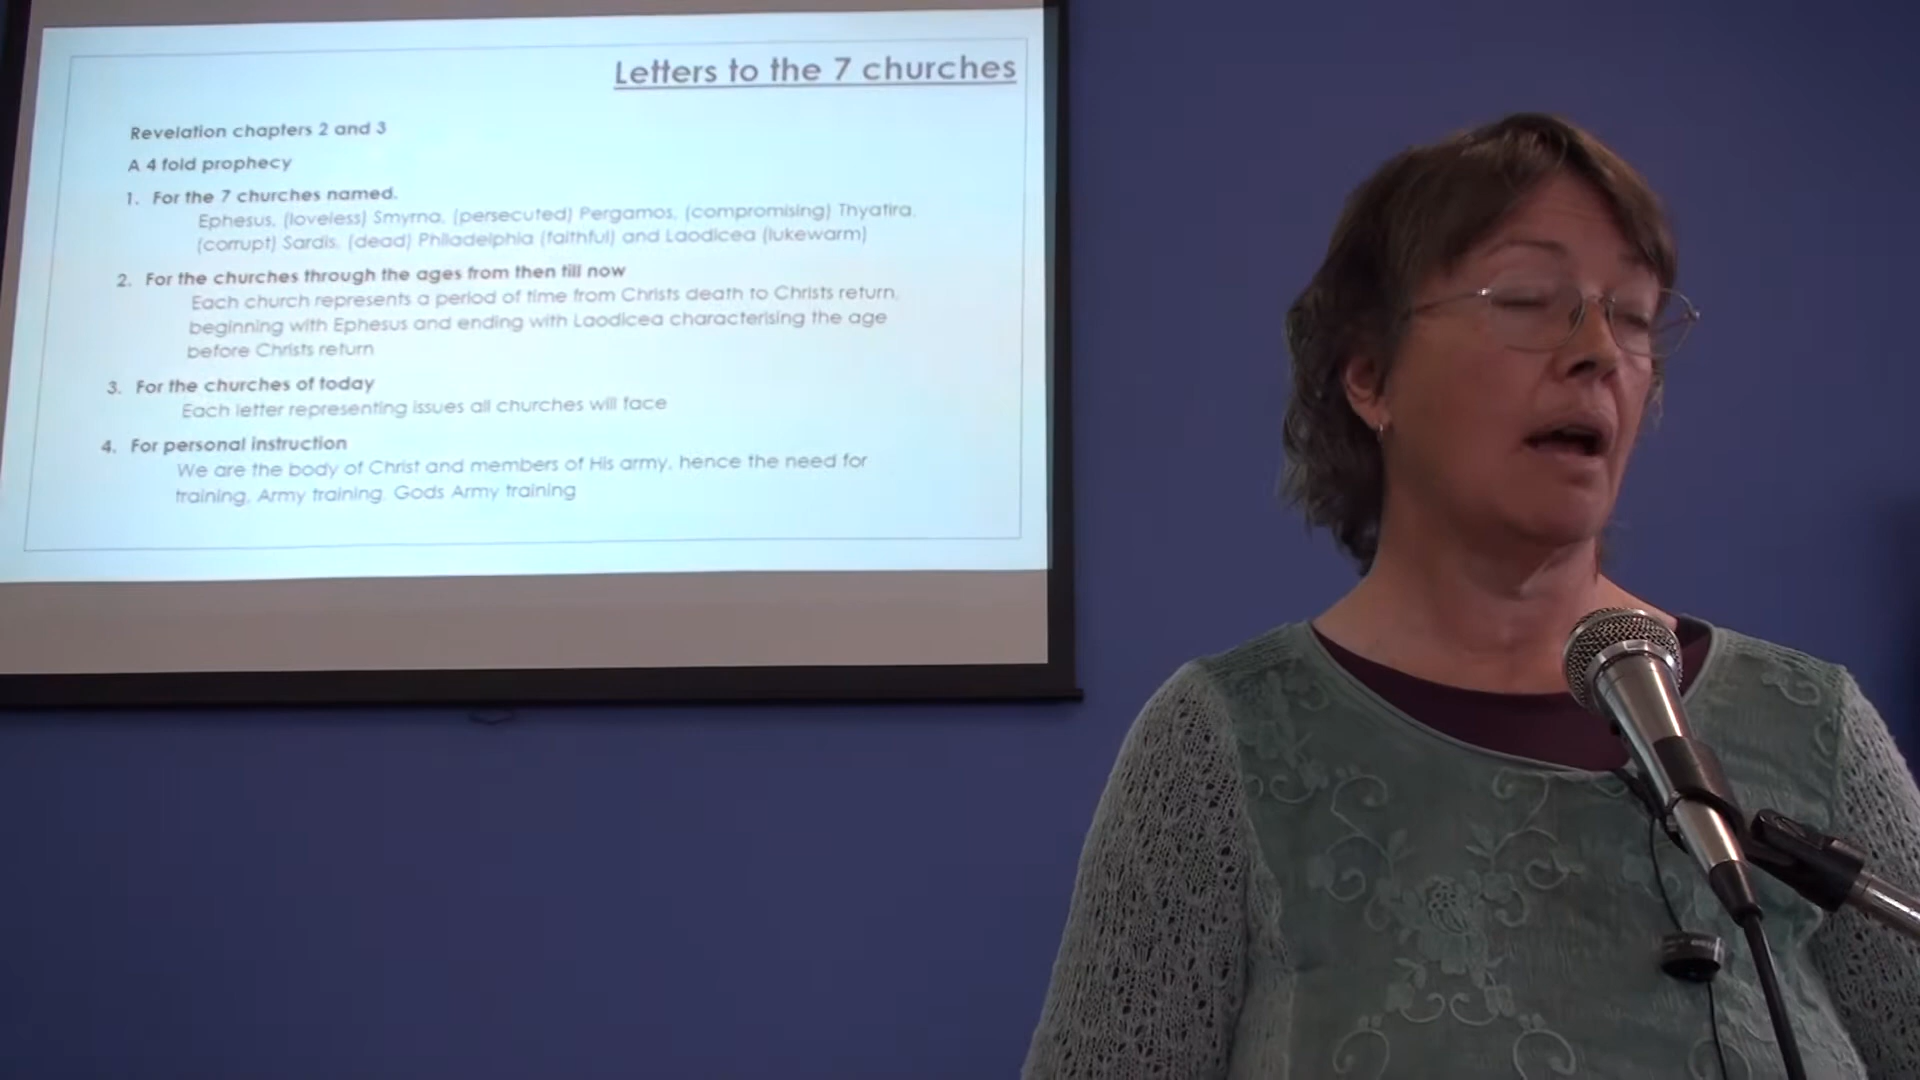 Letters to the 7 churches
Revelation chapters 2 and 3
A 4 fold prophecy
1. For the 7 churches named.
Ephesus, (loveless) Smyrna, (persecuted) Pergamos, (compromising) Thyatira,
(corrupt) Sardis, (dead) Philadelphia (faithful) and Laodicea (lukewarm)
2. For the churches through the ages from then till now
Each church represents a period of time from Christs death to Christs return,
beginning with Ephesus and ending with Laodicea characterising the age
before Christs return
3. For the churches of today
Each letter representing issues all churches will face
4. For personal instruction
We are the body of Christ and members of His army, hence the need for
training, Army training, Gods Army training